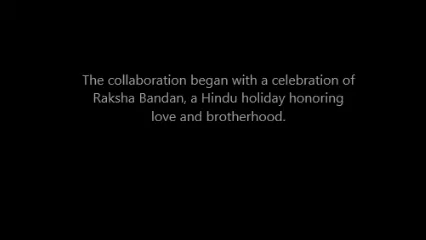 The collaboration began with a celebration of
Raksha Bandan, a Hindu holiday honoring
love and brotherhood.